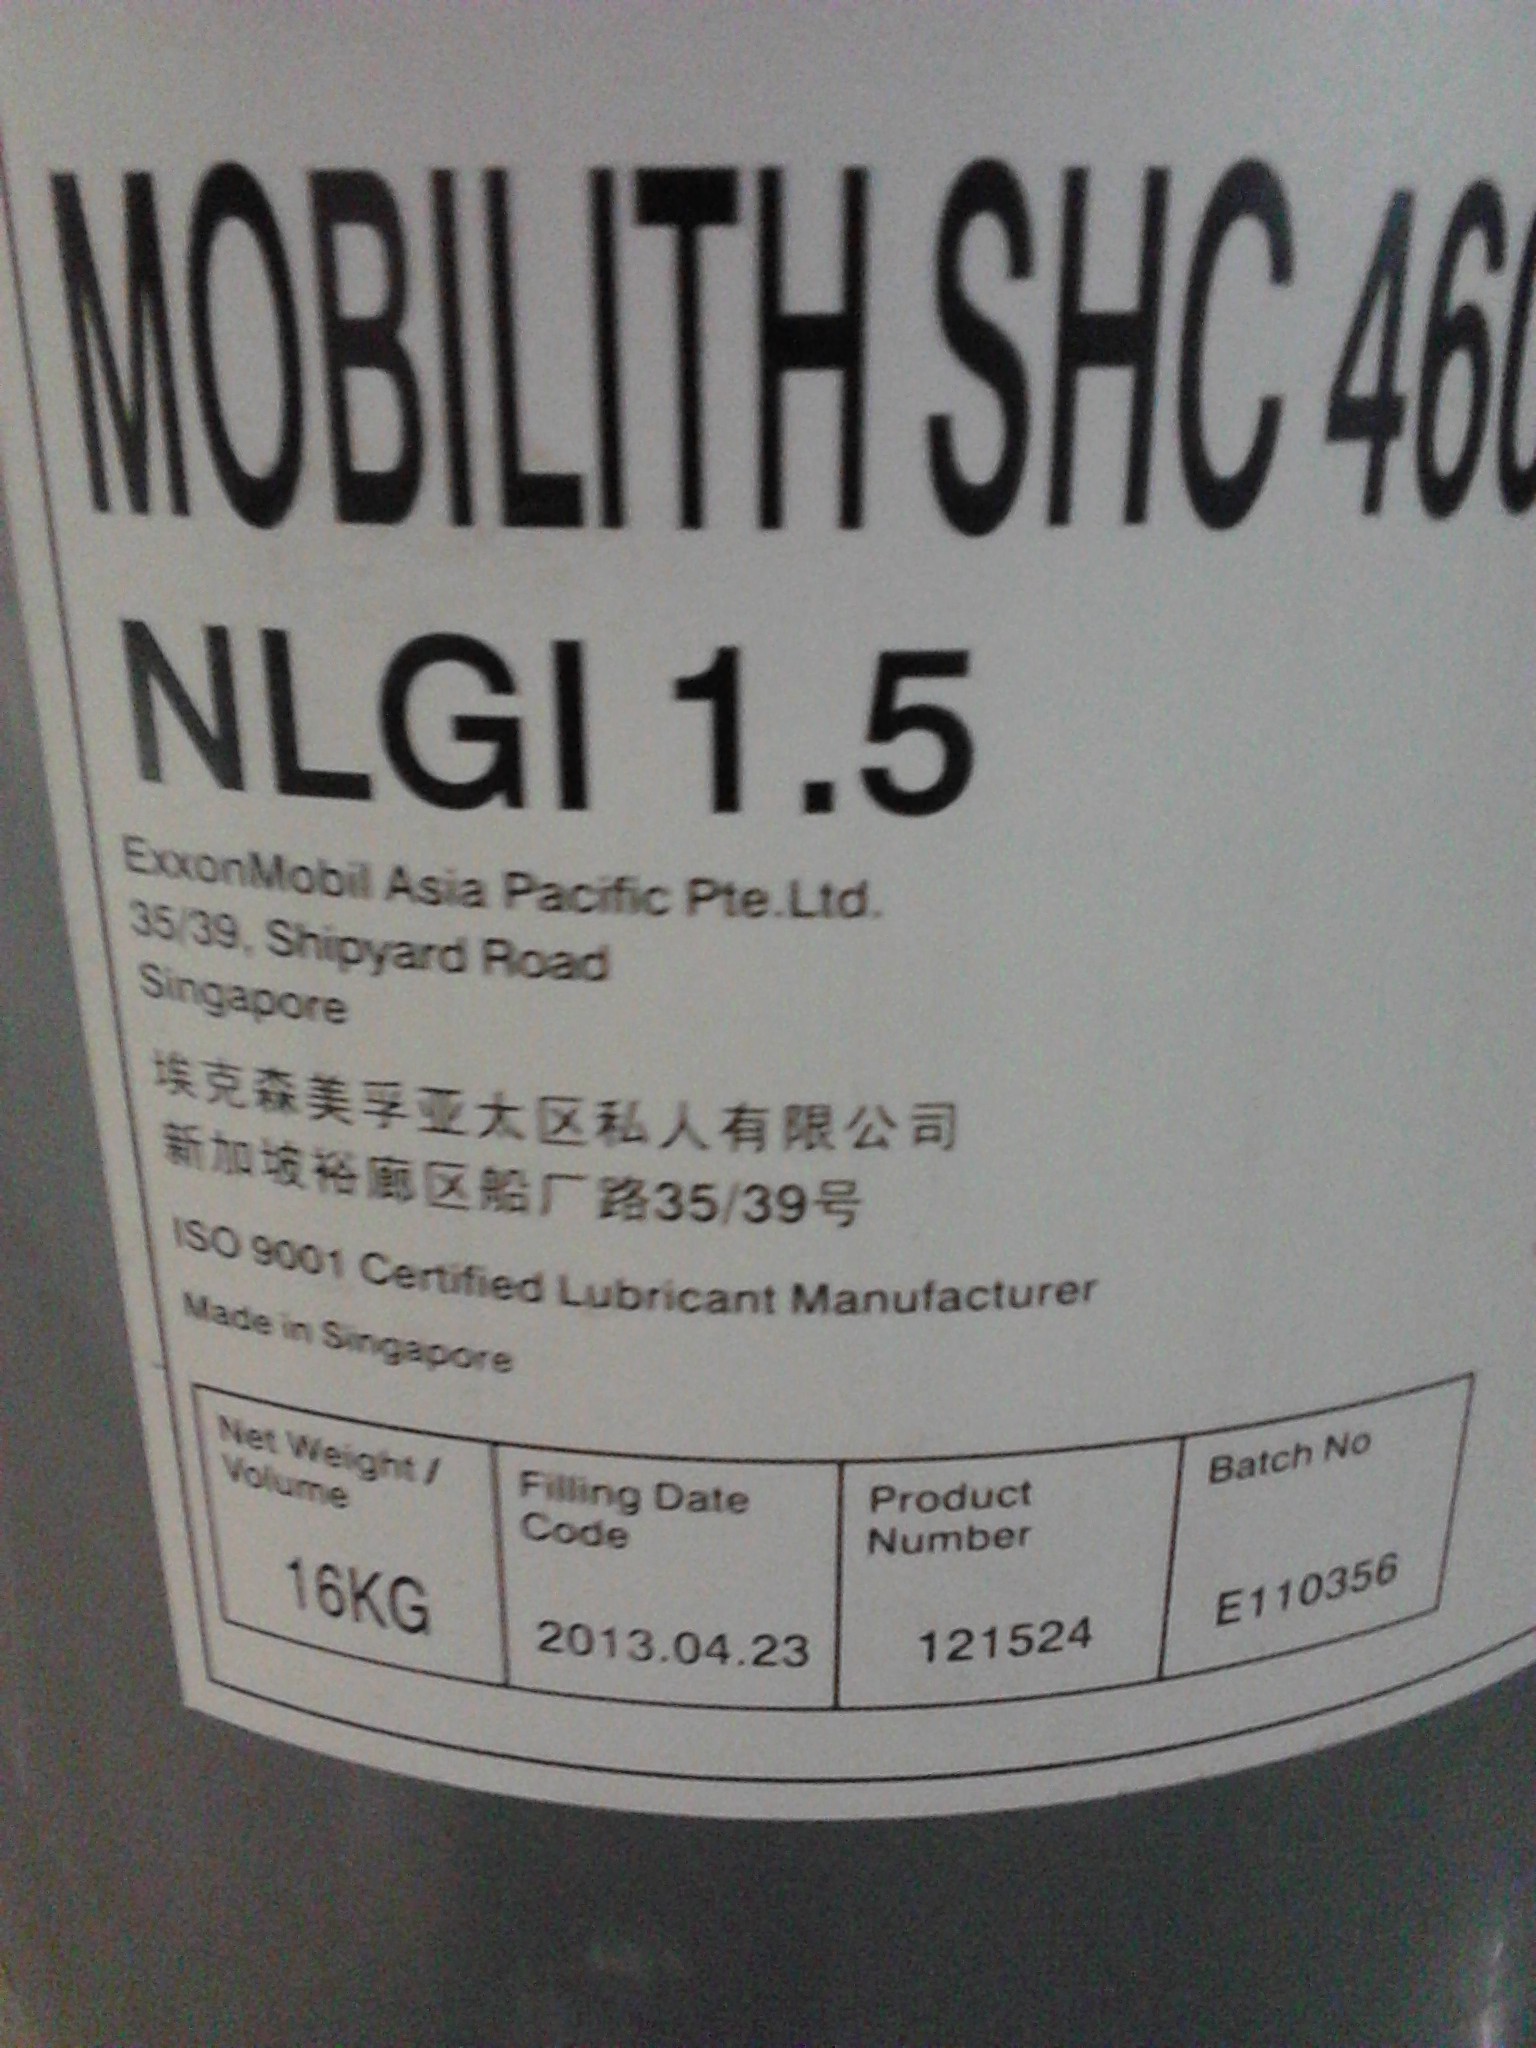 MOBILITH SHC 460
NLGI 1.5
ExxonMobil Asia Pacific Pte.Ltd.
35/39, Shipyard Road
Singapore
埃克森美孚亚太区私人有限公司
新加坡裕廊区船厂路35/39号
ISO 9001 Certified Lubricant Manufacturer
Made in Singapore
Net Weight /
Volume
16KG
Filling Date
Code
2013.04.23
Product
Number
121524
Batch No
E110356